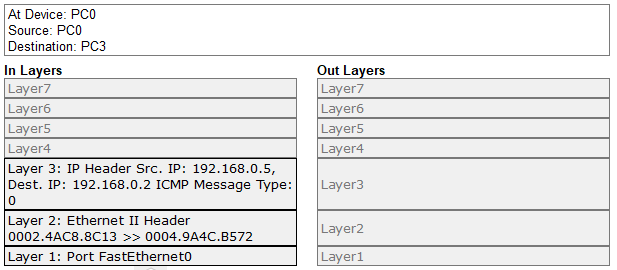 At Device: PC0
Source: PC0
Destination: PC3
In Layers
Layer7
Layer6
Layer5
Layer4
Layer 3: IP Header Src. IP: 192.168.0.5,
Dest. IP: 192.168.0.2 ICMP Message Type:
0
Layer 2: Ethernet II Header
0002.4AC8.8C13 >> 0004.9A4C.B572
Layer 1: Port FastEthernet0
Out Layers
Layer7
Layer6
Layer5
Layer4
Layer3
Layer2
Layer1